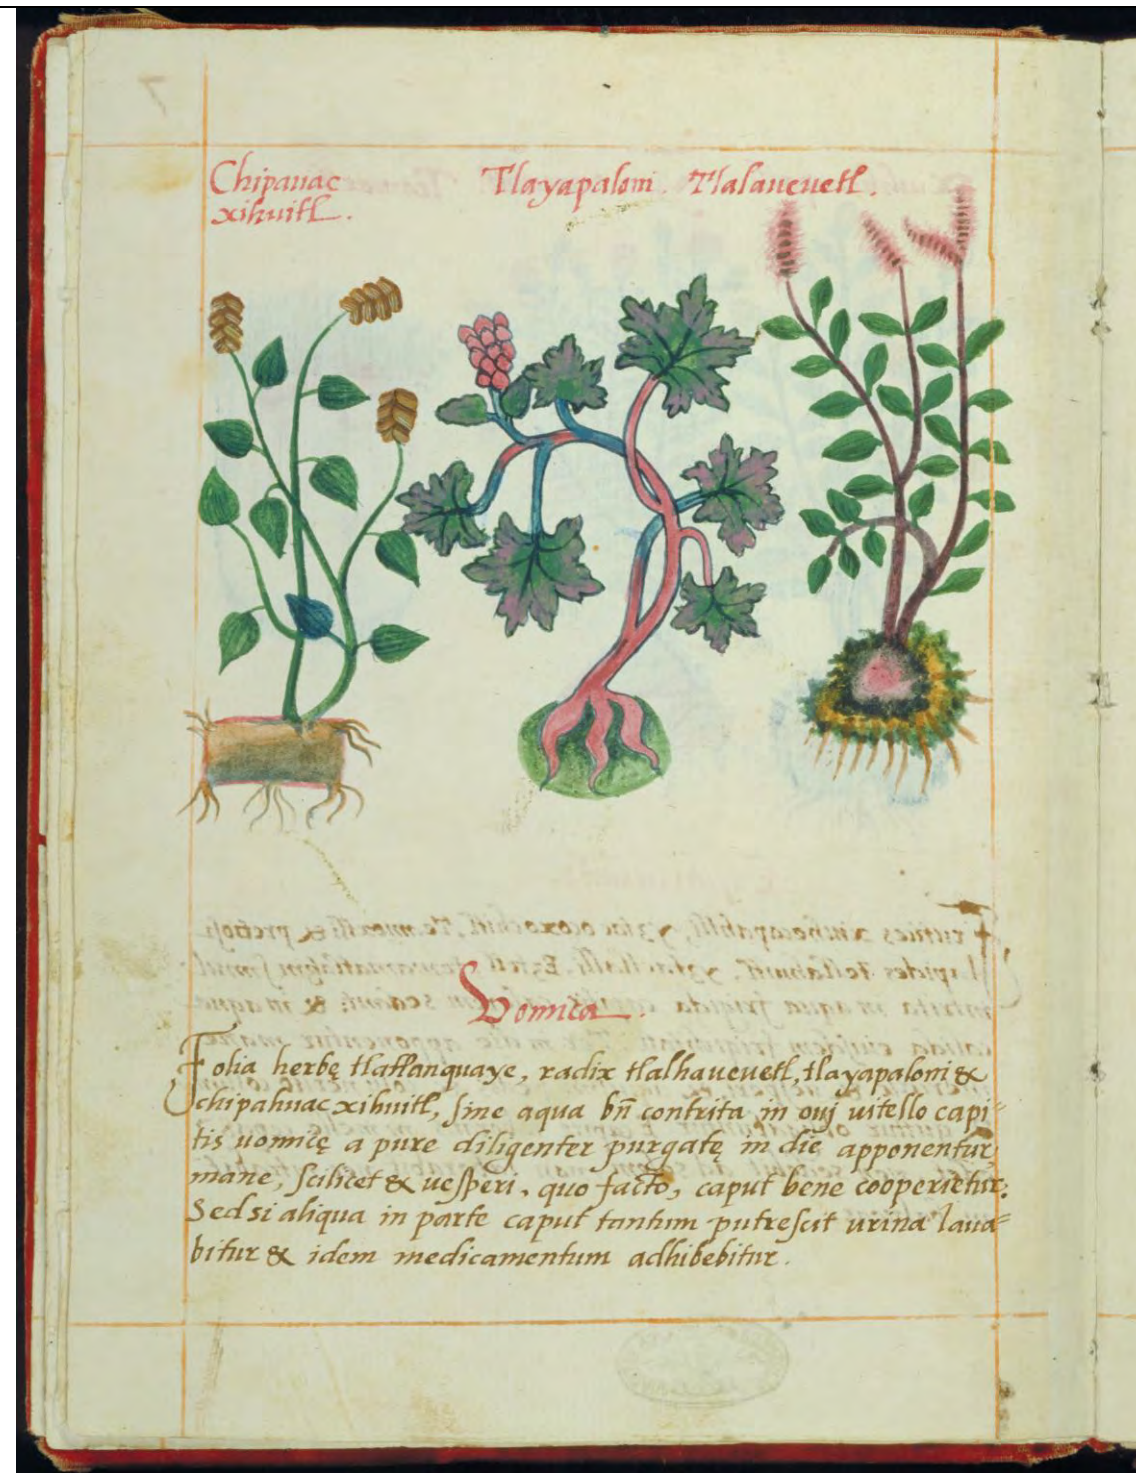 Chipauac Tlayapaloni. Tlalaueuetl.
xihuitl.
Vomica.
Folia herbę tlatlanquaye, radix tlalhaueuetl, tlayapaloni &
chipahuac xihuitl, sine aqua bn̄ contrita in ouj uitello capi=
tis uomicę a pure diligenter purgatę in die apponentur,
mane, scilicet & uesperi, quo facto, caput bene cooperietur:
Sed si aliqua in parte caput tantum putrescit urina laua=
bitur & idem medicamentum adhibebitur.